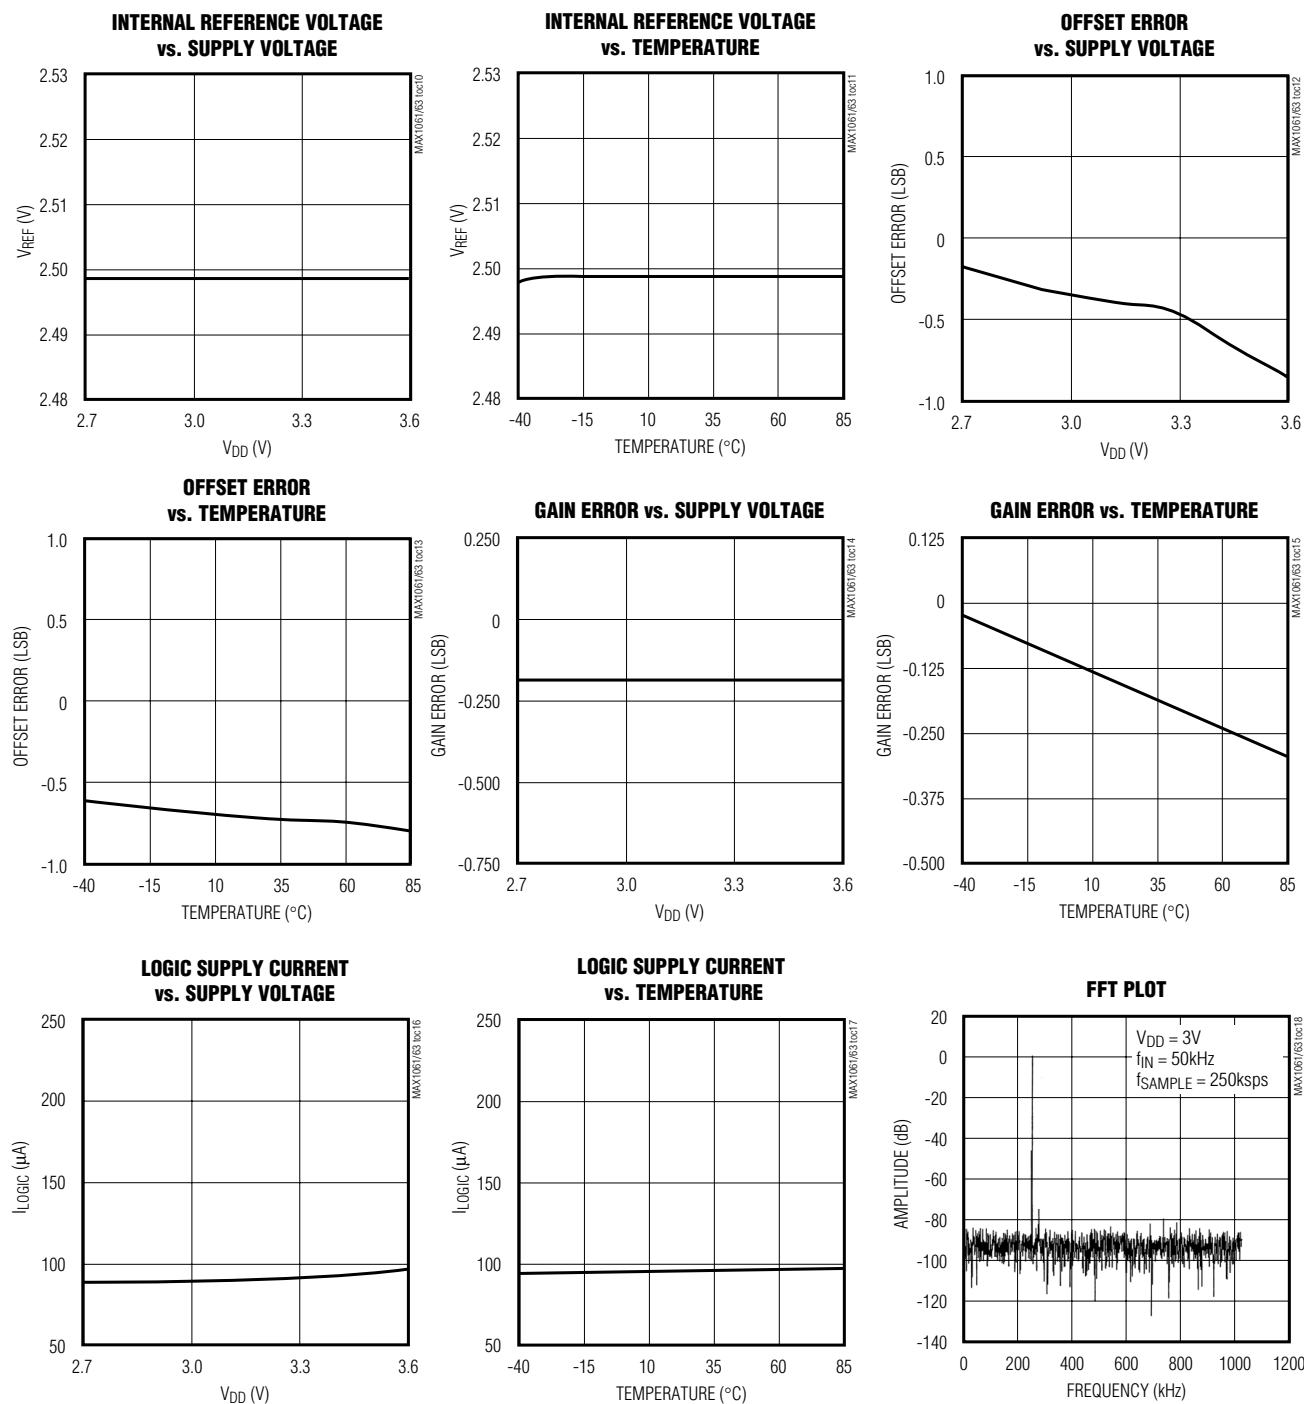 INTERNAL REFERENCE VOLTAGE
vs. SUPPLY VOLTAGE
2.53
2.52
2.51
2.50
2.49
2.48
VREF (V)
2.7 3.0 3.3 3.6
VDD (V)
MAX1061/63 toc10
INTERNAL REFERENCE VOLTAGE
vs. TEMPERATURE
2.53
2.52
2.51
2.50
2.49
2.48
VREF (V)
-40 -15 10 35 60 85
TEMPERATURE (°C)
MAX1061/63 toc11
OFFSET ERROR
vs. SUPPLY VOLTAGE
1.0
0.5
0
-0.5
-1.0
OFFSET ERROR (LSB)
2.7 3.0 3.3 3.6
VDD (V)
MAX1061/63 toc12
OFFSET ERROR
vs. TEMPERATURE
1.0
0.5
0
-0.5
-1.0
OFFSET ERROR (LSB)
-40 -15 10 35 60 85
TEMPERATURE (°C)
MAX1061/63 toc13
GAIN ERROR vs. SUPPLY VOLTAGE
0.250
0
-0.250
-0.500
-0.750
GAIN ERROR (LSB)
2.7 3.0 3.3 3.6
VDD (V)
MAX1061/63 toc14
GAIN ERROR vs. TEMPERATURE
0.125
0
-0.125
-0.250
-0.375
-0.500
GAIN ERROR (LSB)
-40 -15 10 35 60 85
TEMPERATURE (°C)
MAX1061/63 toc15
LOGIC SUPPLY CURRENT
vs. SUPPLY VOLTAGE
250
200
150
100
50
ILOGIC (μA)
2.7 3.0 3.3 3.6
VDD (V)
MAX1061/63 toc16
LOGIC SUPPLY CURRENT
vs. TEMPERATURE
250
200
150
100
50
ILOGIC (μA)
-40 -15 10 35 60 85
TEMPERATURE (°C)
MAX1061/63 toc17
FFT PLOT
20
0
-20
-40
-60
-80
-100
-120
-140
AMPLITUDE (dB)
VDD = 3V
fIN = 50kHz
fSAMPLE = 250ksps
0 200 400 600 800 1000 1200
FREQUENCY (kHz)
MAX1061/63 toc18